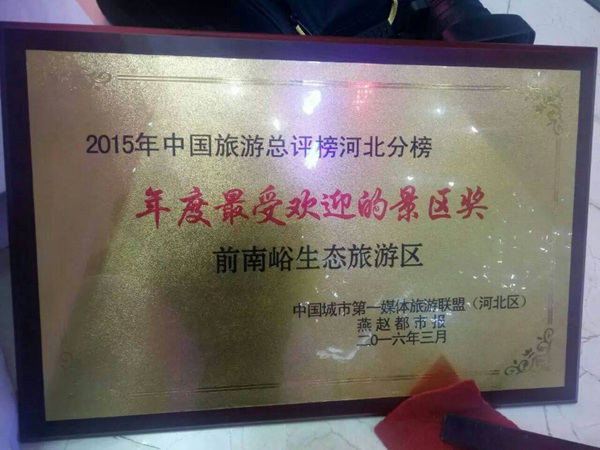 2015年中国旅游总评榜河北分榜
年度最受欢迎的景区奖
前南峪生态旅游区
中国城市第一媒体旅游联盟（河北区）
燕赵都市报
二〇一六年三月